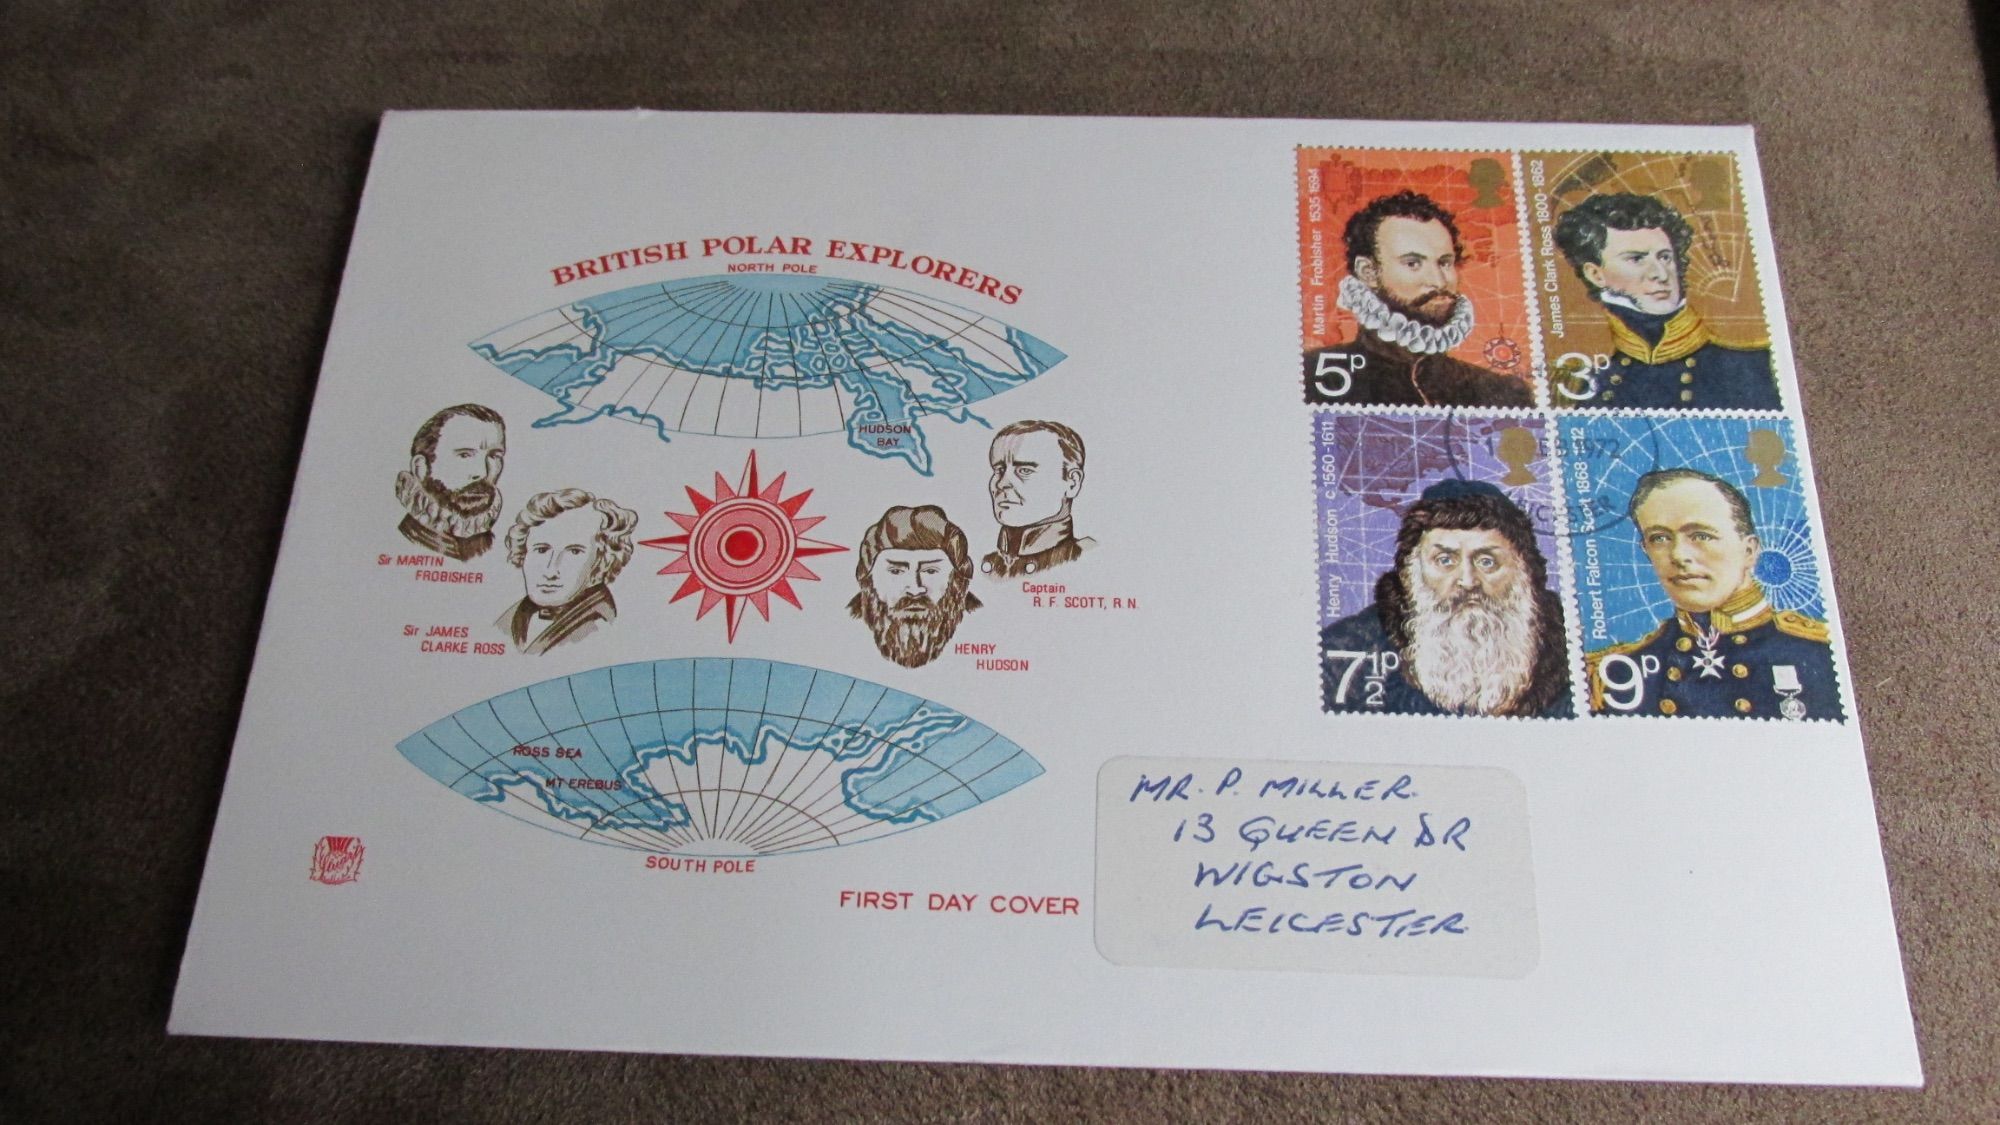 BRITISH POLAR EXPLORERS
NORTH POLE
HUDSON
BAY
Sir MARTIN
FROBISHER
Sir JAMES
CLARKE ROSS
Captain
R. F. SCOTT, R.N.
HENRY
HUDSON
ROSS SEA
MT EREBUS
SOUTH POLE
Stuart
FIRST DAY COVER
Martin Frobisher 1535-1594
5p
James Clark Ross 1800-1862
3p
Henry Hudson c1560-1611
7½p
Robert Falcon Scott 1868-1912
9p
FEB 1972
MR. P. MILLER.
13 QUEEN DR
WIGSTON
LEICESTER.